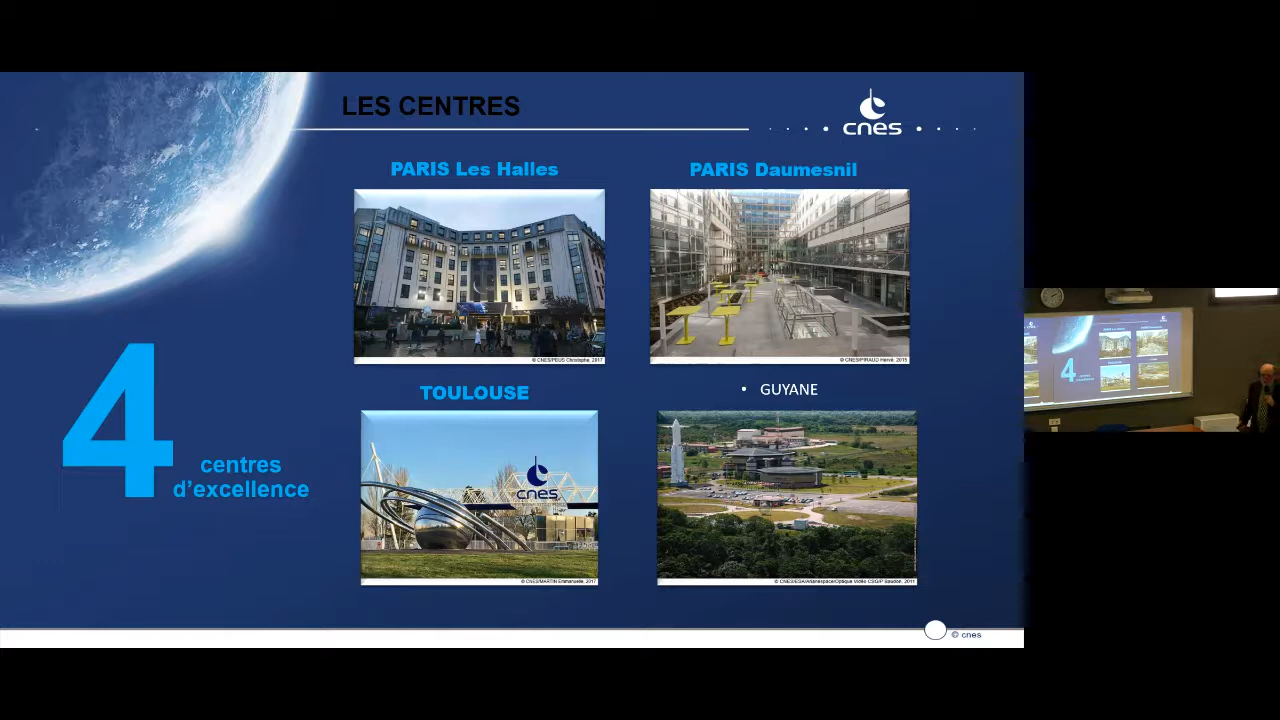 LES CENTRES
cnes
PARIS Les Halles
PARIS Daumesnil
© CNES/PEUS Christophe, 2017
© CNES/PIRAUD Hervé, 2015
TOULOUSE
• GUYANE
4
centres
d'excellence
cnes
© CNES/MARTIN Emmanuelle, 2017
© CNES/ESA/Arianespace/Optique Vidéo CSG/P Baudon, 2011
© cnes
4